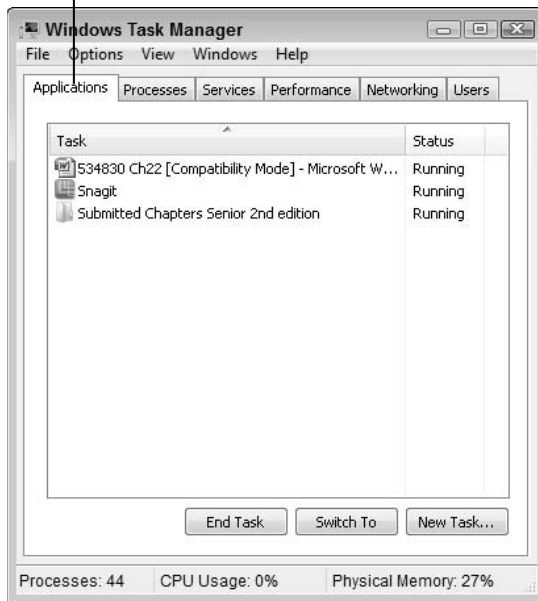 Windows Task Manager
File Options View Windows Help
Applications Processes Services Performance Networking Users
Task Status
534830 Ch22 [Compatibility Mode] - Microsoft W... Running
Snagit Running
Submitted Chapters Senior 2nd edition Running
End Task Switch To New Task...
Processes: 44 CPU Usage: 0% Physical Memory: 27%